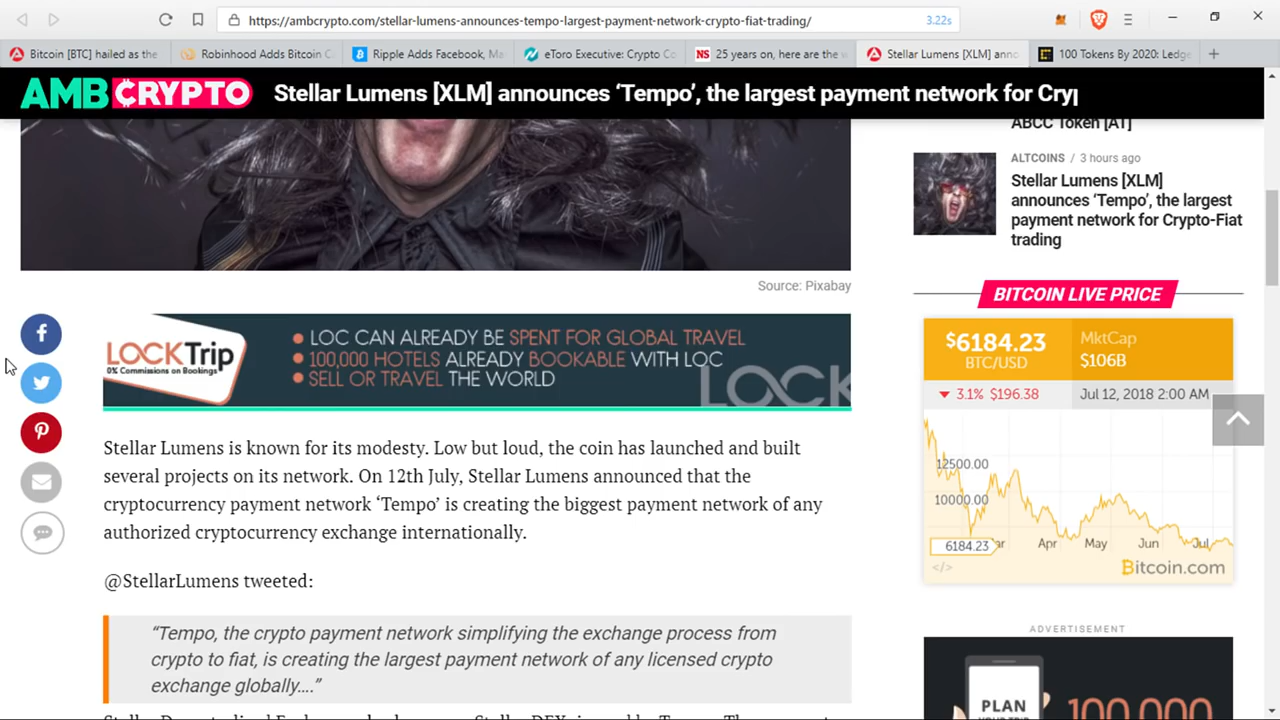 https://ambcrypto.com/stellar-lumens-announces-tempo-largest-payment-network-crypto-fiat-trading/
3.22s
Bitcoin [BTC] hailed as the
Robinhood Adds Bitcoin C
Ripple Adds Facebook, Ma
eToro Executive: Crypto Co
NS
25 years on, here are the w
Stellar Lumens [XLM] anno
100 Tokens By 2020: Ledge
AMBCRYPTO
Stellar Lumens [XLM] announces ‘Tempo’, the largest payment network for Cry
ABCC Token [AT]
ALTCOINS / 3 hours ago
Stellar Lumens [XLM]
announces ‘Tempo’, the largest
payment network for Crypto-Fiat
trading
Source: Pixabay
LOCKTrip
0% Commissions on Bookings
LOC CAN ALREADY BE SPENT FOR GLOBAL TRAVEL
100,000 HOTELS ALREADY BOOKABLE WITH LOC
SELL OR TRAVEL THE WORLD
LOCK
Stellar Lumens is known for its modesty. Low but loud, the coin has launched and built
several projects on its network. On 12th July, Stellar Lumens announced that the
cryptocurrency payment network ‘Tempo’ is creating the biggest payment network of any
authorized cryptocurrency exchange internationally.
@StellarLumens tweeted:
“Tempo, the crypto payment network simplifying the exchange process from
crypto to fiat, is creating the largest payment network of any licensed crypto
exchange globally….”
BITCOIN LIVE PRICE
$6184.23
BTC/USD
MktCap
$106B
3.1% $196.38
Jul 12, 2018 2:00 AM
12500.00
10000.00
6184.23
ar Apr May Jun Jul
</>
Bitcoin.com
ADVERTISEMENT
PLAN
100,000